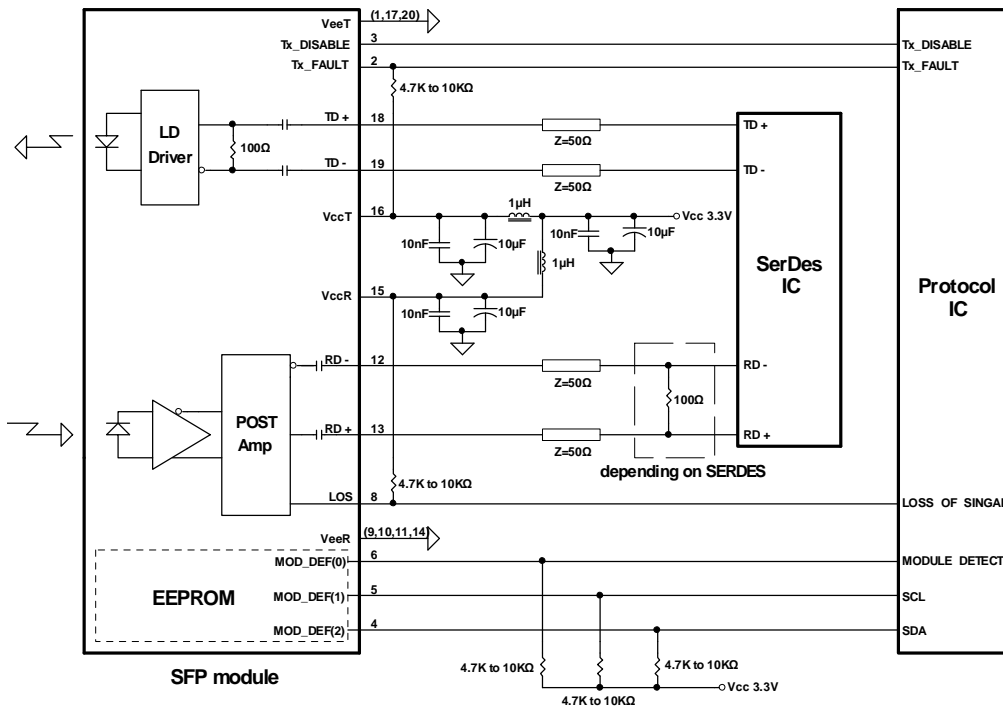 VeeT (1,17,20)
Tx_DISABLE 3 Tx_DISABLE
Tx_FAULT 2 Tx_FAULT
4.7K to 10KΩ
LD
Driver
100Ω
TD + 18 TD +
Z=50Ω
TD - 19 TD -
Z=50Ω
1µH
VccT 16 Vcc 3.3V
10nF 10µF 10nF 10µF
1µH
SerDes
IC
Protocol
IC
VccR 15
10nF 10µF
RD - 12 RD -
Z=50Ω
100Ω
POST
Amp
RD + 13 RD +
Z=50Ω
depending on SERDES
4.7K to 10KΩ
LOS 8 LOSS OF SINGAL
VeeR (9,10,11,14)
MOD_DEF(0) 6 MODULE DETECT
EEPROM
MOD_DEF(1) 5 SCL
MOD_DEF(2) 4 SDA
4.7K to 10KΩ 4.7K to 10KΩ
4.7K to 10KΩ
Vcc 3.3V
SFP module